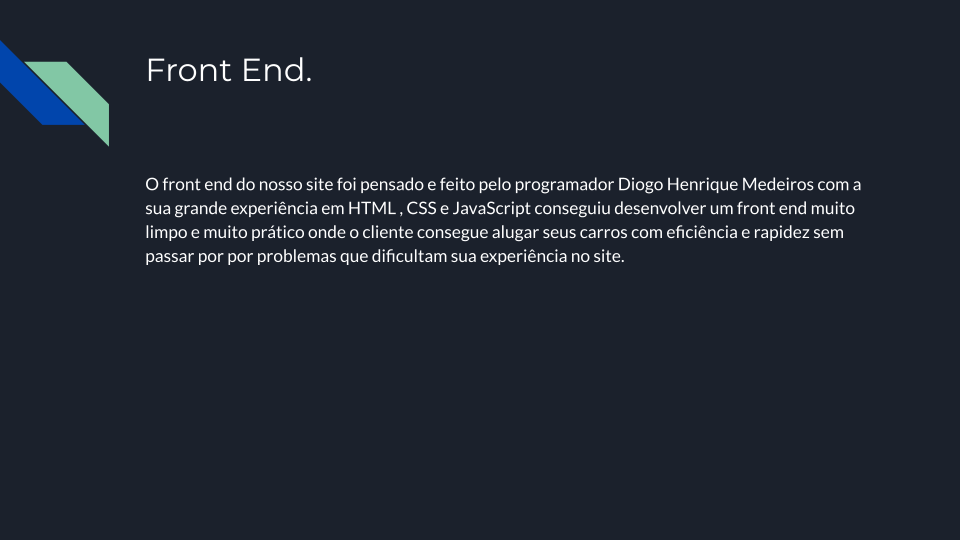 Front End.
O front end do nosso site foi pensado e feito pelo programador Diogo Henrique Medeiros com a
sua grande experiência em HTML , CSS e JavaScript conseguiu desenvolver um front end muito
limpo e muito prático onde o cliente consegue alugar seus carros com eficiência e rapidez sem
passar por por problemas que dificultam sua experiência no site.